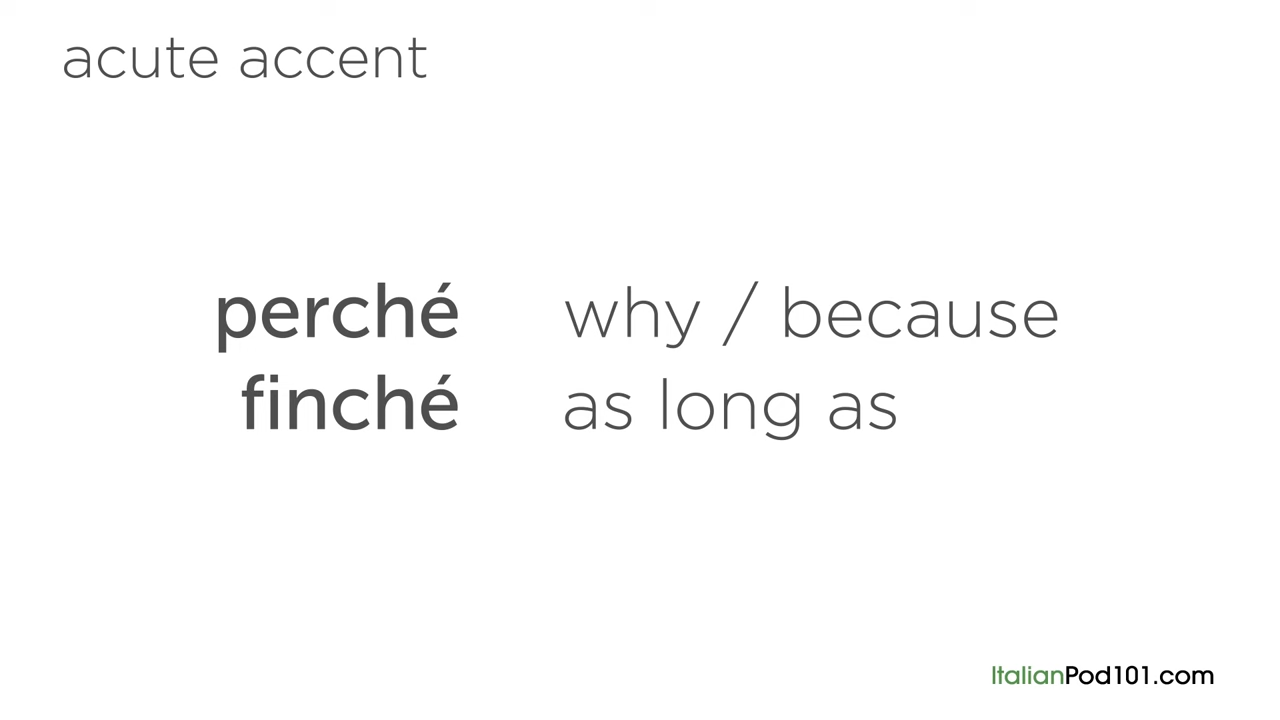 acute accent
perché why / because
finché as long as
ItalianPod101.com